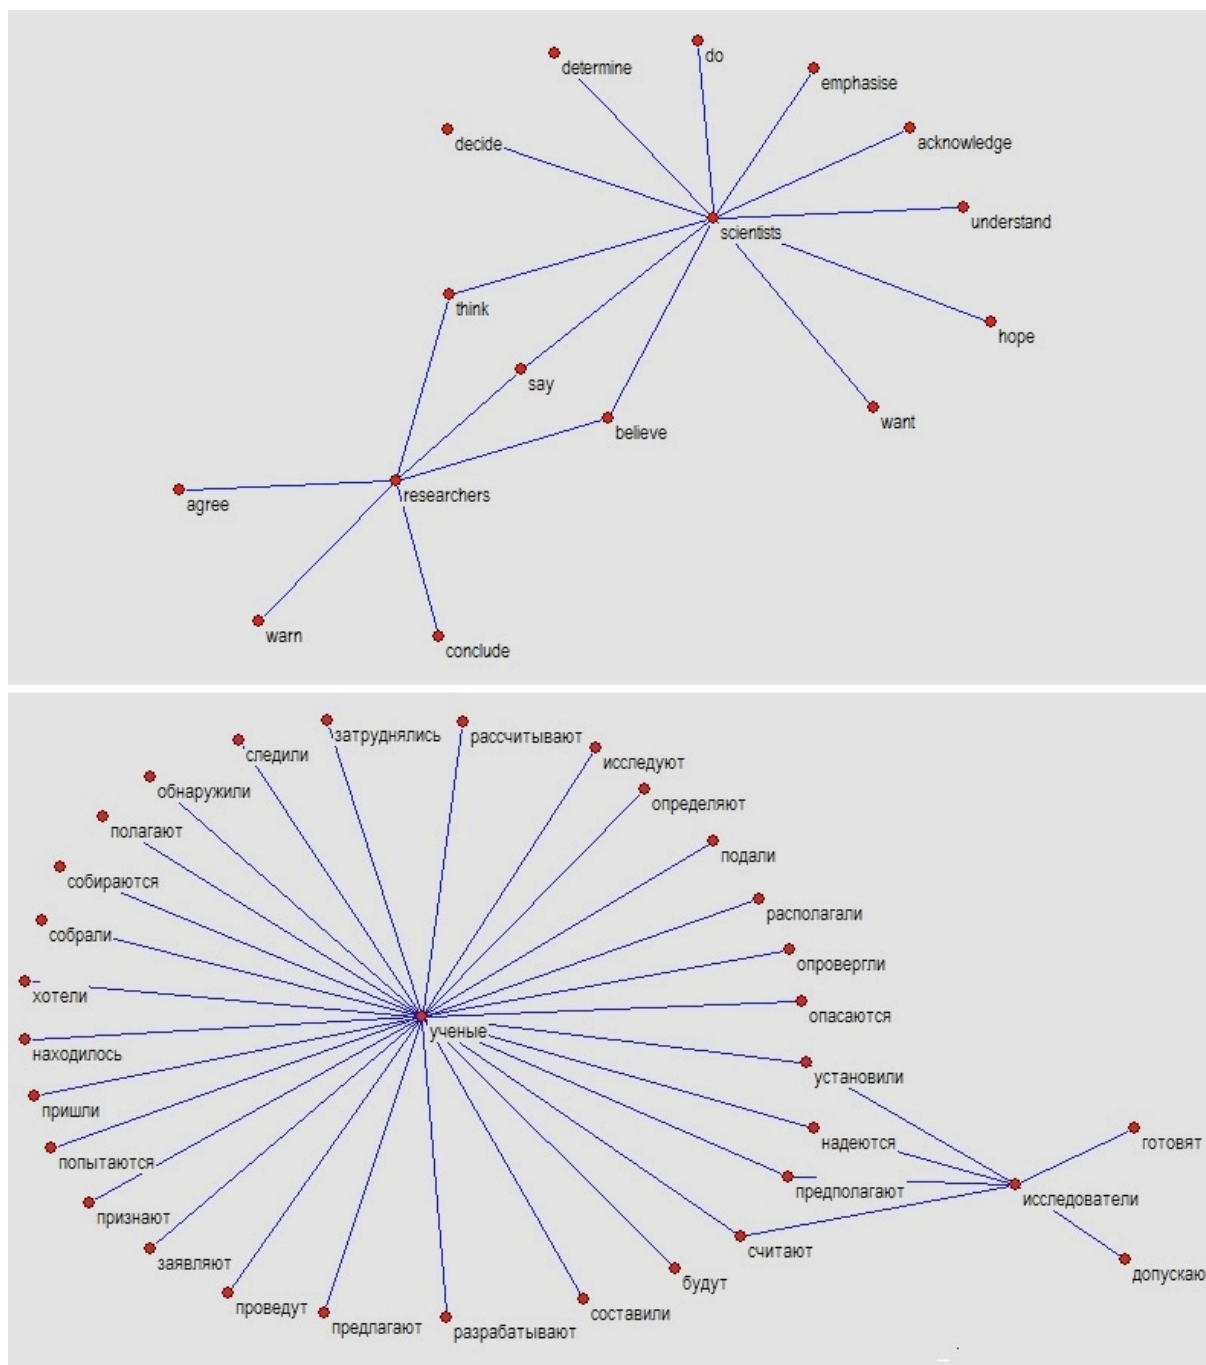 do
determine
emphasise
decide
acknowledge
understand
scientists
think
hope
say
want
believe
researchers
agree
warn
conclude
затруднялись
рассчитывают
следили
исследуют
обнаружили
определяют
полагают
подали
собираются
располагали
собрали
опровергли
хотели
опасаются
ученые
находилось
установили
пришли
надеются
готовят
попытаются
предполагают
исследователи
признают
считают
заявляют
допускаю
будут
проведут
составили
предлагают
разрабатывают